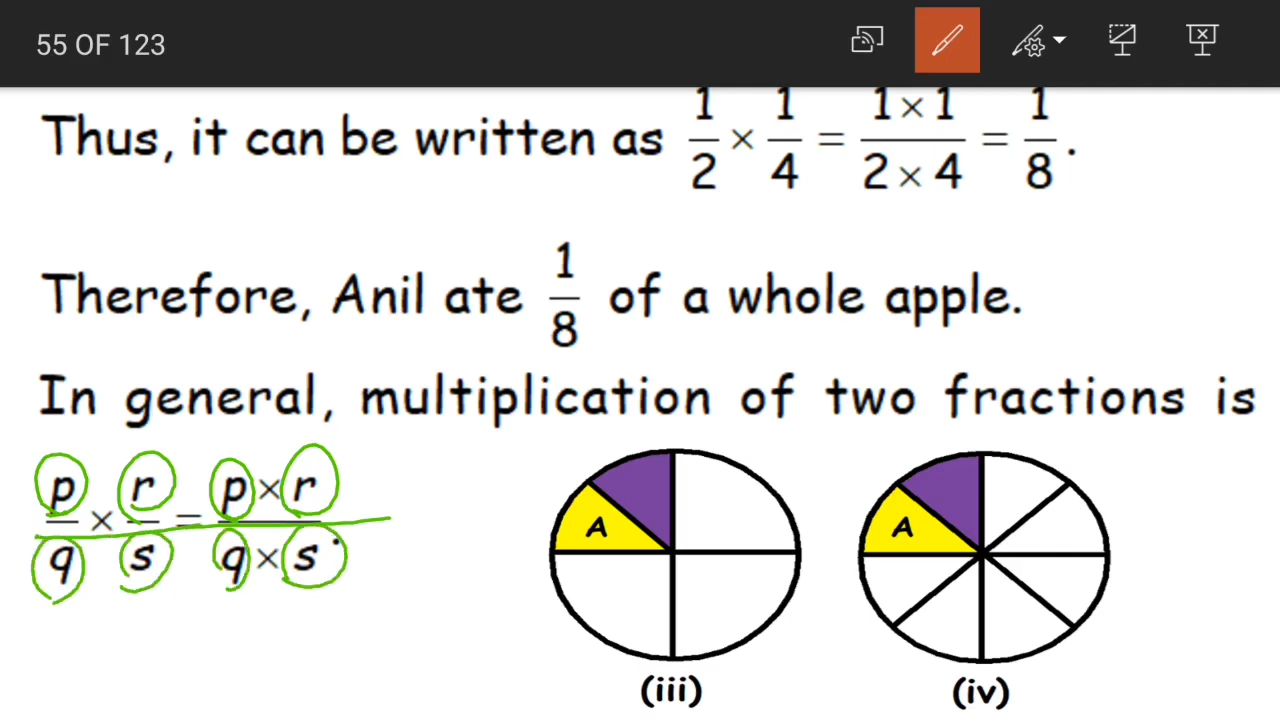 55 OF 123
Thus, it can be written as 1/2 × 1/4 = (1 × 1)/(2 × 4) = 1/8.
Therefore, Anil ate 1/8 of a whole apple.
In general, multiplication of two fractions is
p/q × r/s = (p × r)/(q × s).
A
A
(iii)
(iv)